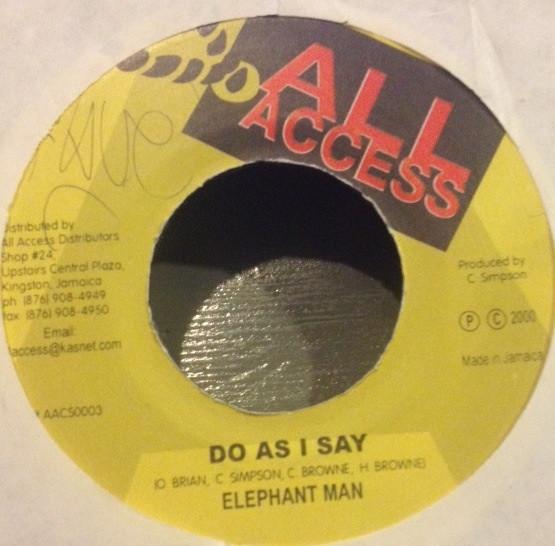 ALL
ACCESS
Distributed by
All Access Distributors
Shop #24,
Upstairs Central Plaza,
Kingston, Jamaica
ph (876) 908-4949
fax (876) 908-4950
Email:
access@kasnet.com
AACS0003
Produced by
C. Simpson
Ⓟ Ⓒ 2000
Made in Jamaica
DO AS I SAY
(O. BRIAN, C. SIMPSON, C. BROWNE, H. BROWNE)
ELEPHANT MAN